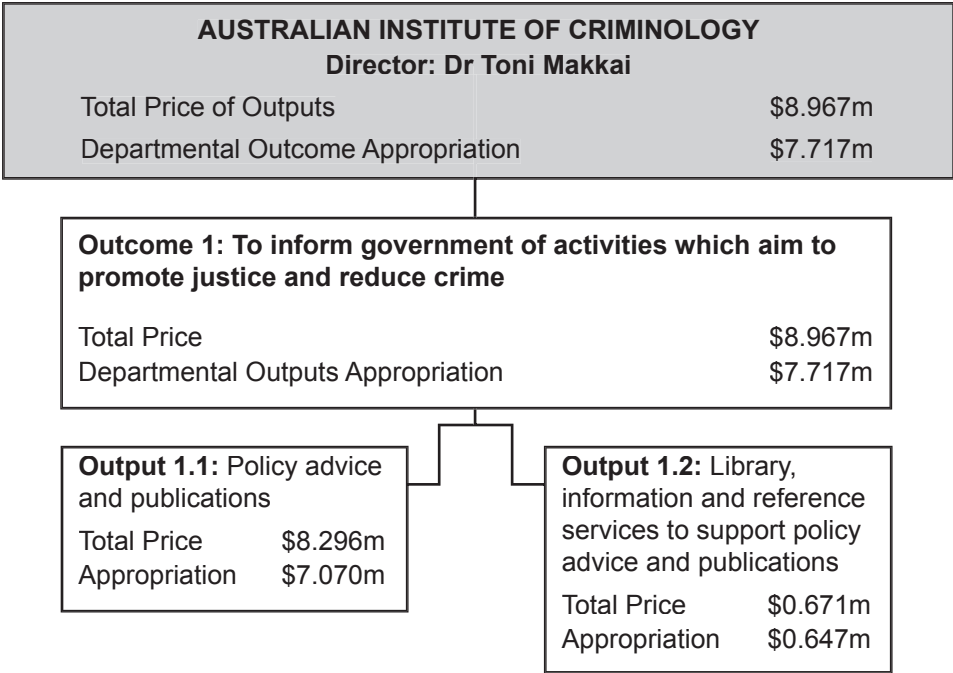 AUSTRALIAN INSTITUTE OF CRIMINOLOGY
Director: Dr Toni Makkai
Total Price of Outputs $8.967m
Departmental Outcome Appropriation $7.717m
Outcome 1: To inform government of activities which aim to
promote justice and reduce crime
Total Price $8.967m
Departmental Outputs Appropriation $7.717m
Output 1.1: Policy advice
and publications
Total Price $8.296m
Appropriation $7.070m
Output 1.2: Library,
information and reference
services to support policy
advice and publications
Total Price $0.671m
Appropriation $0.647m